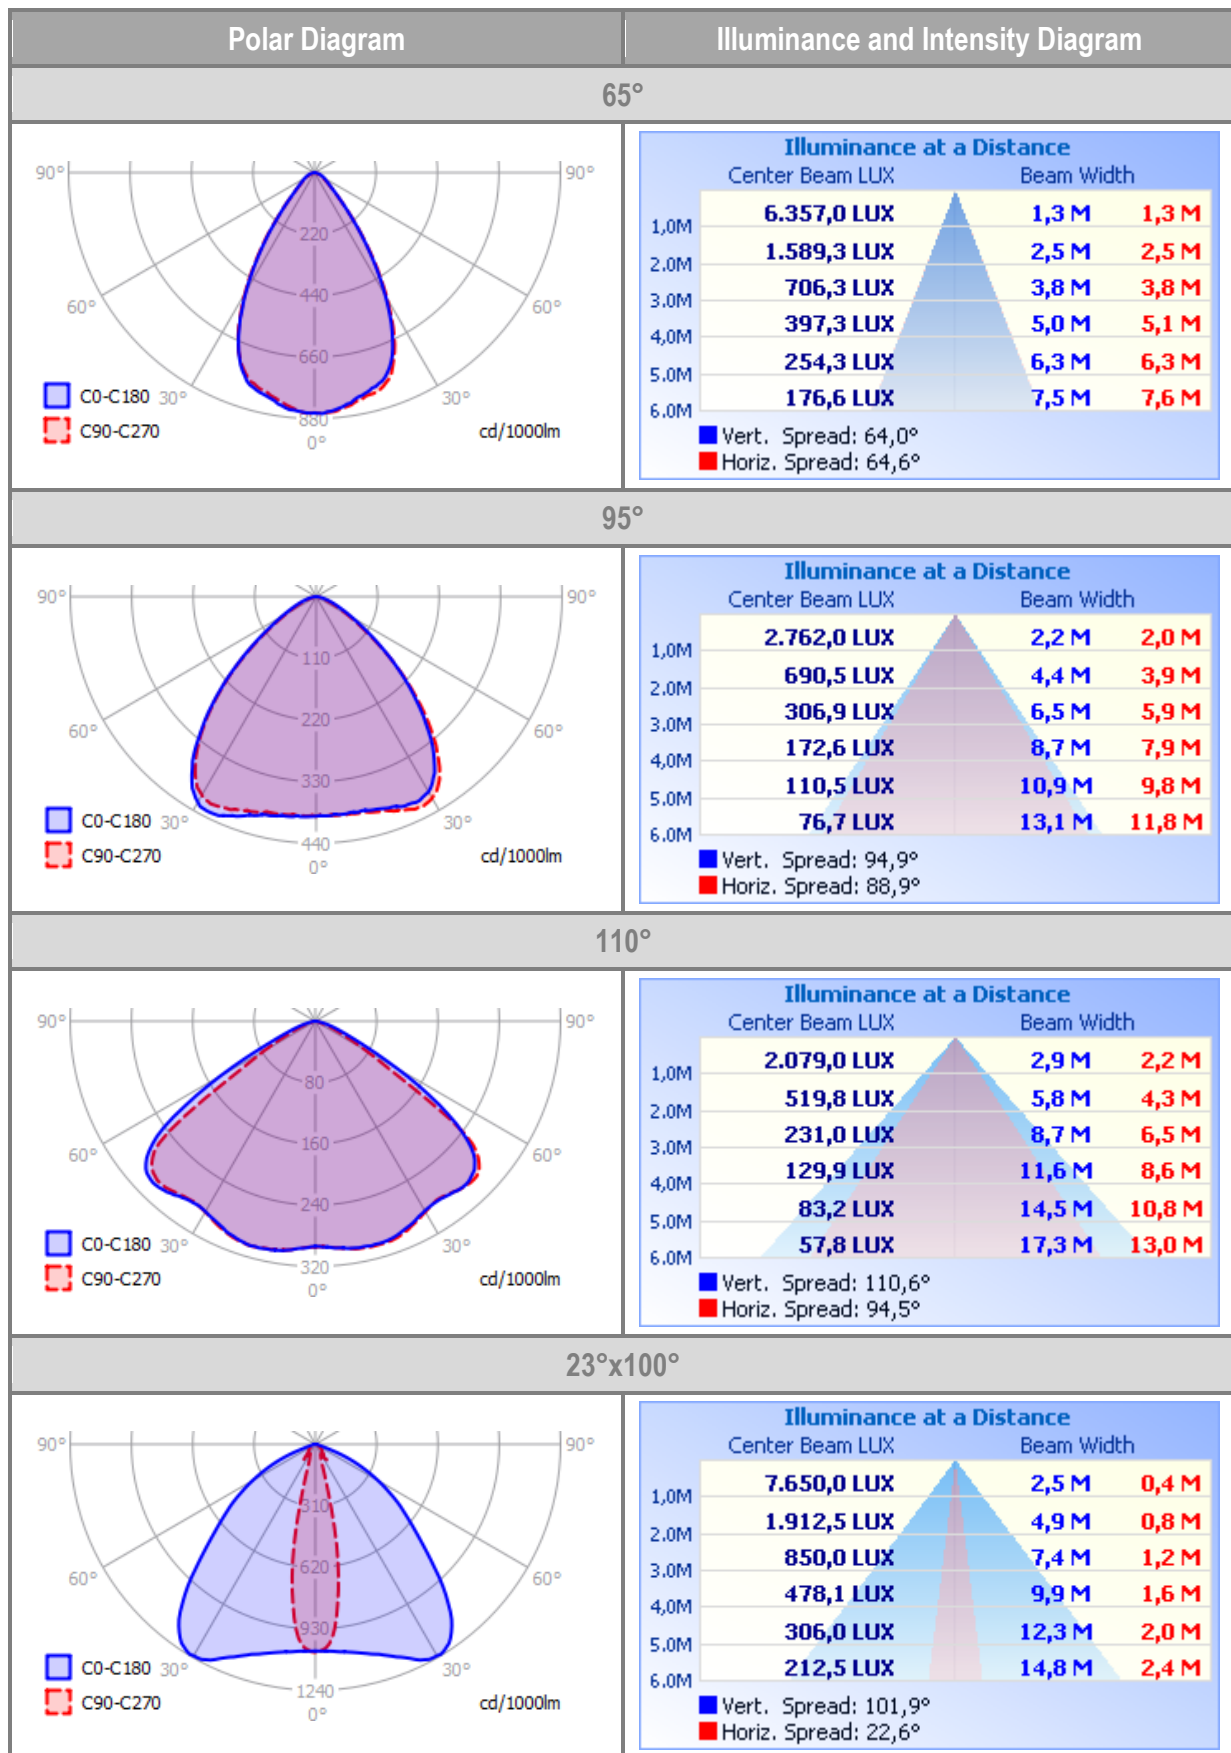 Polar Diagram Illuminance and Intensity Diagram
65°
90° 90°
220
440
60° 60°
660
30° 30°
880
0°
C0-C180
C90-C270
cd/1000lm
Illuminance at a Distance
Center Beam LUX Beam Width
1,0M 6.357,0 LUX 1,3 M 1,3 M
2.0M 1.589,3 LUX 2,5 M 2,5 M
3.0M 706,3 LUX 3,8 M 3,8 M
4,0M 397,3 LUX 5,0 M 5,1 M
5.0M 254,3 LUX 6,3 M 6,3 M
6.0M 176,6 LUX 7,5 M 7,6 M
Vert. Spread: 64,0°
Horiz. Spread: 64,6°
95°
90° 90°
110
220
60° 60°
330
30° 30°
440
0°
C0-C180
C90-C270
cd/1000lm
Illuminance at a Distance
Center Beam LUX Beam Width
1,0M 2.762,0 LUX 2,2 M 2,0 M
2.0M 690,5 LUX 4,4 M 3,9 M
3.0M 306,9 LUX 6,5 M 5,9 M
4,0M 172,6 LUX 8,7 M 7,9 M
5.0M 110,5 LUX 10,9 M 9,8 M
6.0M 76,7 LUX 13,1 M 11,8 M
Vert. Spread: 94,9°
Horiz. Spread: 88,9°
110°
90° 90°
80
160
60° 60°
240
30° 30°
320
0°
C0-C180
C90-C270
cd/1000lm
Illuminance at a Distance
Center Beam LUX Beam Width
1,0M 2.079,0 LUX 2,9 M 2,2 M
2.0M 519,8 LUX 5,8 M 4,3 M
3.0M 231,0 LUX 8,7 M 6,5 M
4,0M 129,9 LUX 11,6 M 8,6 M
5.0M 83,2 LUX 14,5 M 10,8 M
6.0M 57,8 LUX 17,3 M 13,0 M
Vert. Spread: 110,6°
Horiz. Spread: 94,5°
23°x100°
90° 90°
310
620
60° 60°
930
30° 30°
1240
0°
C0-C180
C90-C270
cd/1000lm
Illuminance at a Distance
Center Beam LUX Beam Width
1,0M 7.650,0 LUX 2,5 M 0,4 M
2.0M 1.912,5 LUX 4,9 M 0,8 M
3.0M 850,0 LUX 7,4 M 1,2 M
4,0M 478,1 LUX 9,9 M 1,6 M
5.0M 306,0 LUX 12,3 M 2,0 M
6.0M 212,5 LUX 14,8 M 2,4 M
Vert. Spread: 101,9°
Horiz. Spread: 22,6°